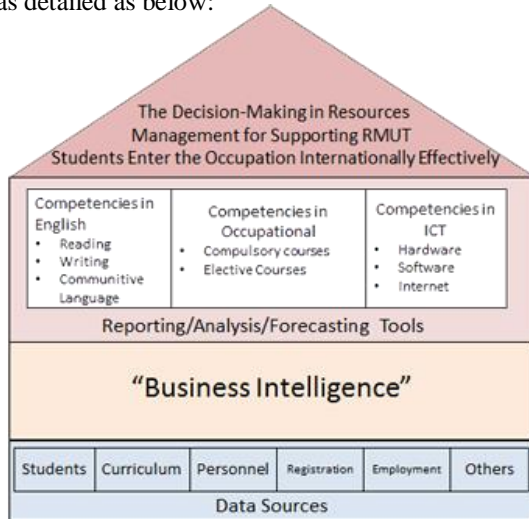 as detailed as below:
The Decision-Making in Resources
Management for Supporting RMUT
Students Enter the Occupation Internationally Effectively
Competencies in
English
• Reading
• Writing
• Communitive
Language
Competencies in
Occupational
• Compulsory courses
• Elective Courses
Competencies in
ICT
• Hardware
• Software
• Internet
Reporting/Analysis/Forecasting Tools
“Business Intelligence”
Students Curriculum Personnel Registration Employment Others
Data Sources